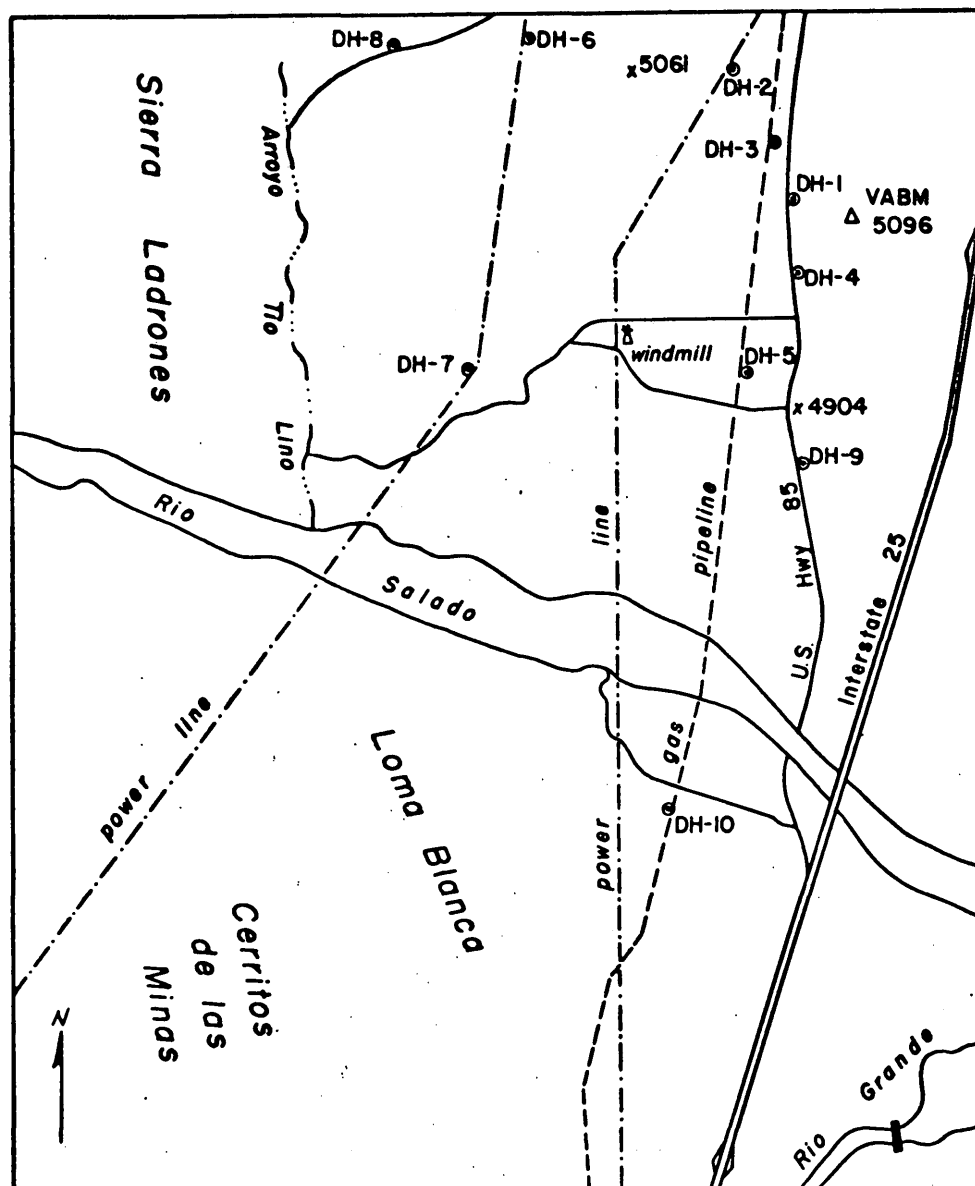 DH-8
DH-6
x5061
DH-2
DH-3
DH-1
VABM
5096
DH-4
Sierra Ladrones
Arroyo Tio Lino
windmill
DH-5
DH-7
x4904
DH-9
Rio Salado
power line
gas pipeline
U.S. Hwy 85
Interstate 25
power line
Loma Blanca
DH-10
Cerritos
de las
Minas
N
Rio Grande